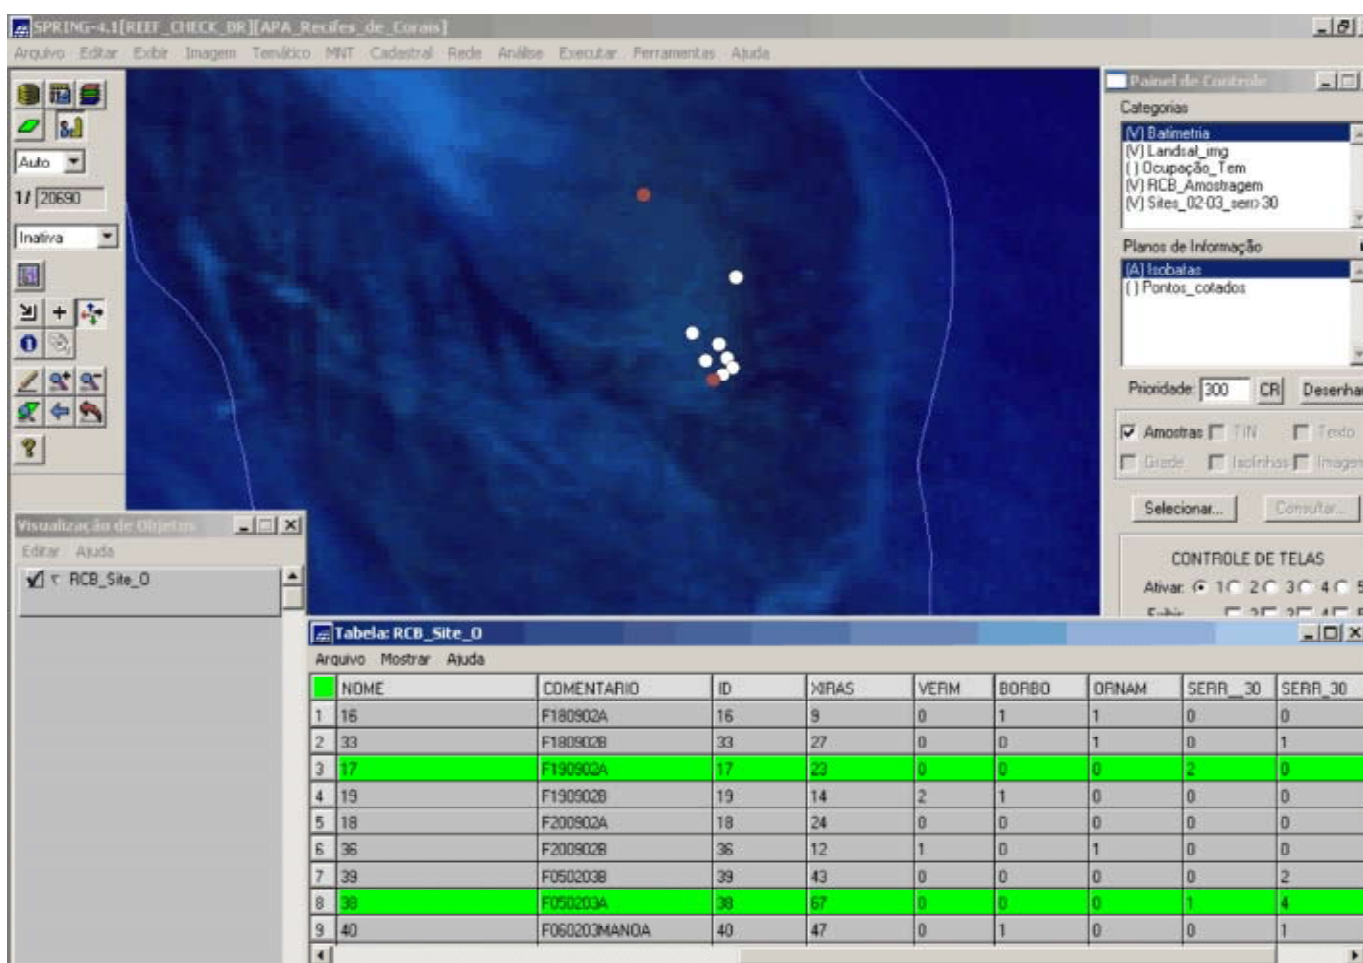 SPRING-4.1[REEF_CHECK_BR][APA_Recifes_de_Corais]
Arquivo Editar Exibir Imagem Temático MNT Cadastral Rede Análise Executar Ferramentas Ajuda
Auto
1/ 20690
Inativa
Painel de Controle
Categorias
(V) Batimetria
(V) Landsat_img
( ) Ocupação_Tem
(V) RCB_Amostragem
(V) Sites_02-03_serr>30
Planos de Informação
(A) Isobatas
( ) Pontos_cotados
Prioridade: 300 CR Desenhar
Amostras TIN Texto
Grade Isolinhas Imagem
Selecionar... Consultar...
CONTROLE DE TELAS
Ativar: 1 2 3 4 5
Visualização de Objetos
Editar Ajuda
RCB_Site_O
Tabela: RCB_Site_O
Arquivo Mostrar Ajuda
NOME COMENTARIO ID XIRAS VERM BORBO ORNAM SERR__30 SERR_30
1 16 F180902A 16 9 0 1 1 0 0
2 33 F180902B 33 27 0 0 1 0 1
3 17 F190902A 17 23 0 0 0 2 0
4 19 F190902B 19 14 2 1 0 0 0
5 18 F200902A 18 24 0 0 0 0 0
6 36 F200902B 36 12 1 0 1 0 0
7 39 F050203B 39 43 0 0 0 0 2
8 38 F050203A 38 67 0 0 0 1 4
9 40 F060203MANOA 40 47 0 1 0 0 1